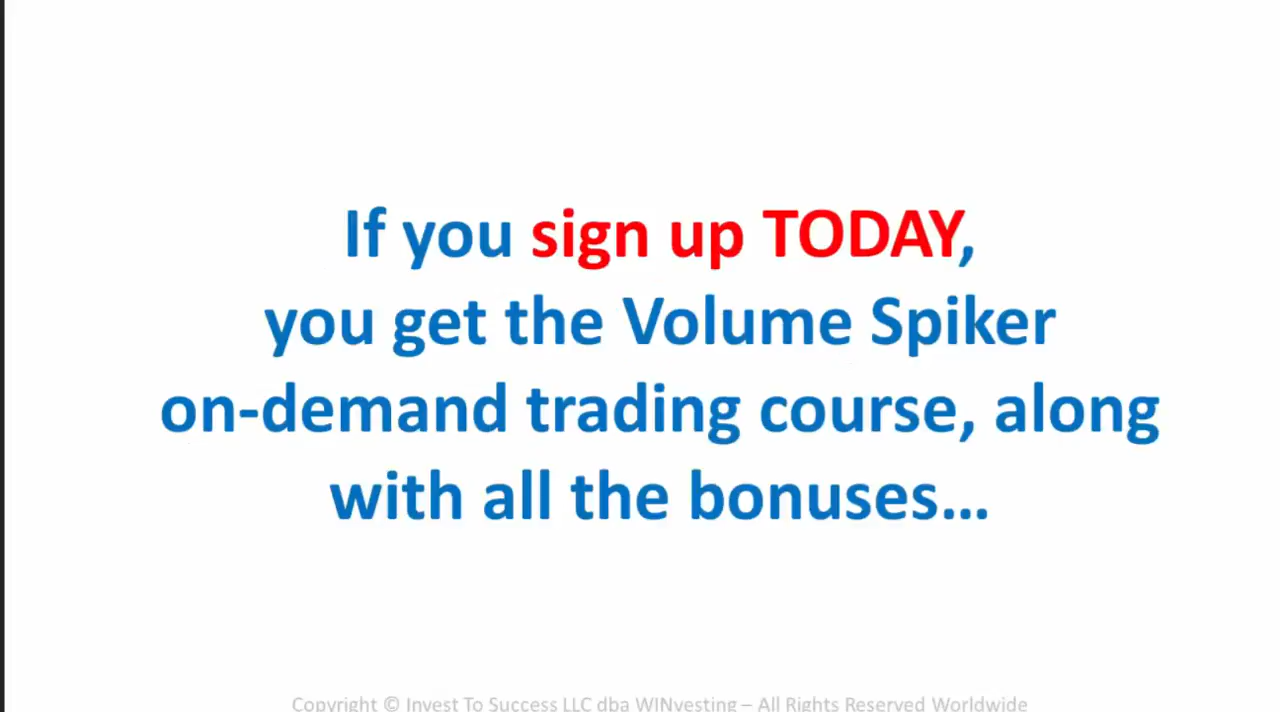 If you sign up TODAY,
you get the Volume Spiker
on-demand trading course, along
with all the bonuses...
Copyright © Invest To Success LLC dba WINvesting – All Rights Reserved Worldwide